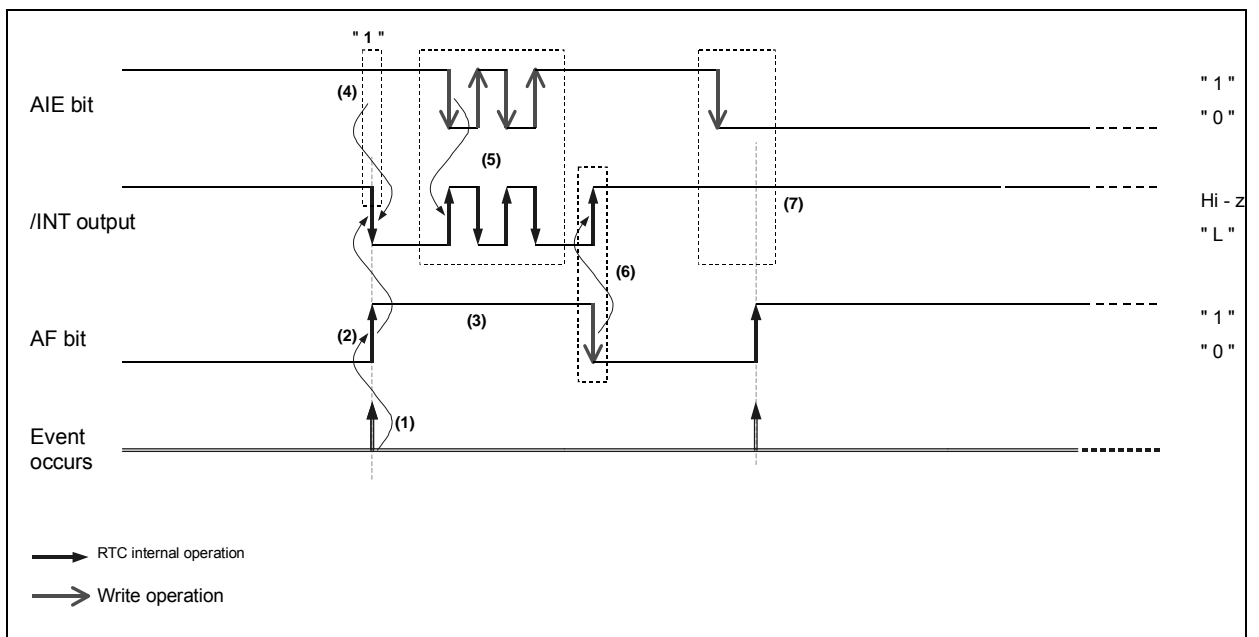 " 1 "
AIE bit
(4)
" 1 "
" 0 "
(5)
/INT output
(7)
Hi - z
" L "
(6)
AF bit
(2)
(3)
" 1 "
" 0 "
(1)
Event
occurs
RTC internal operation
Write operation